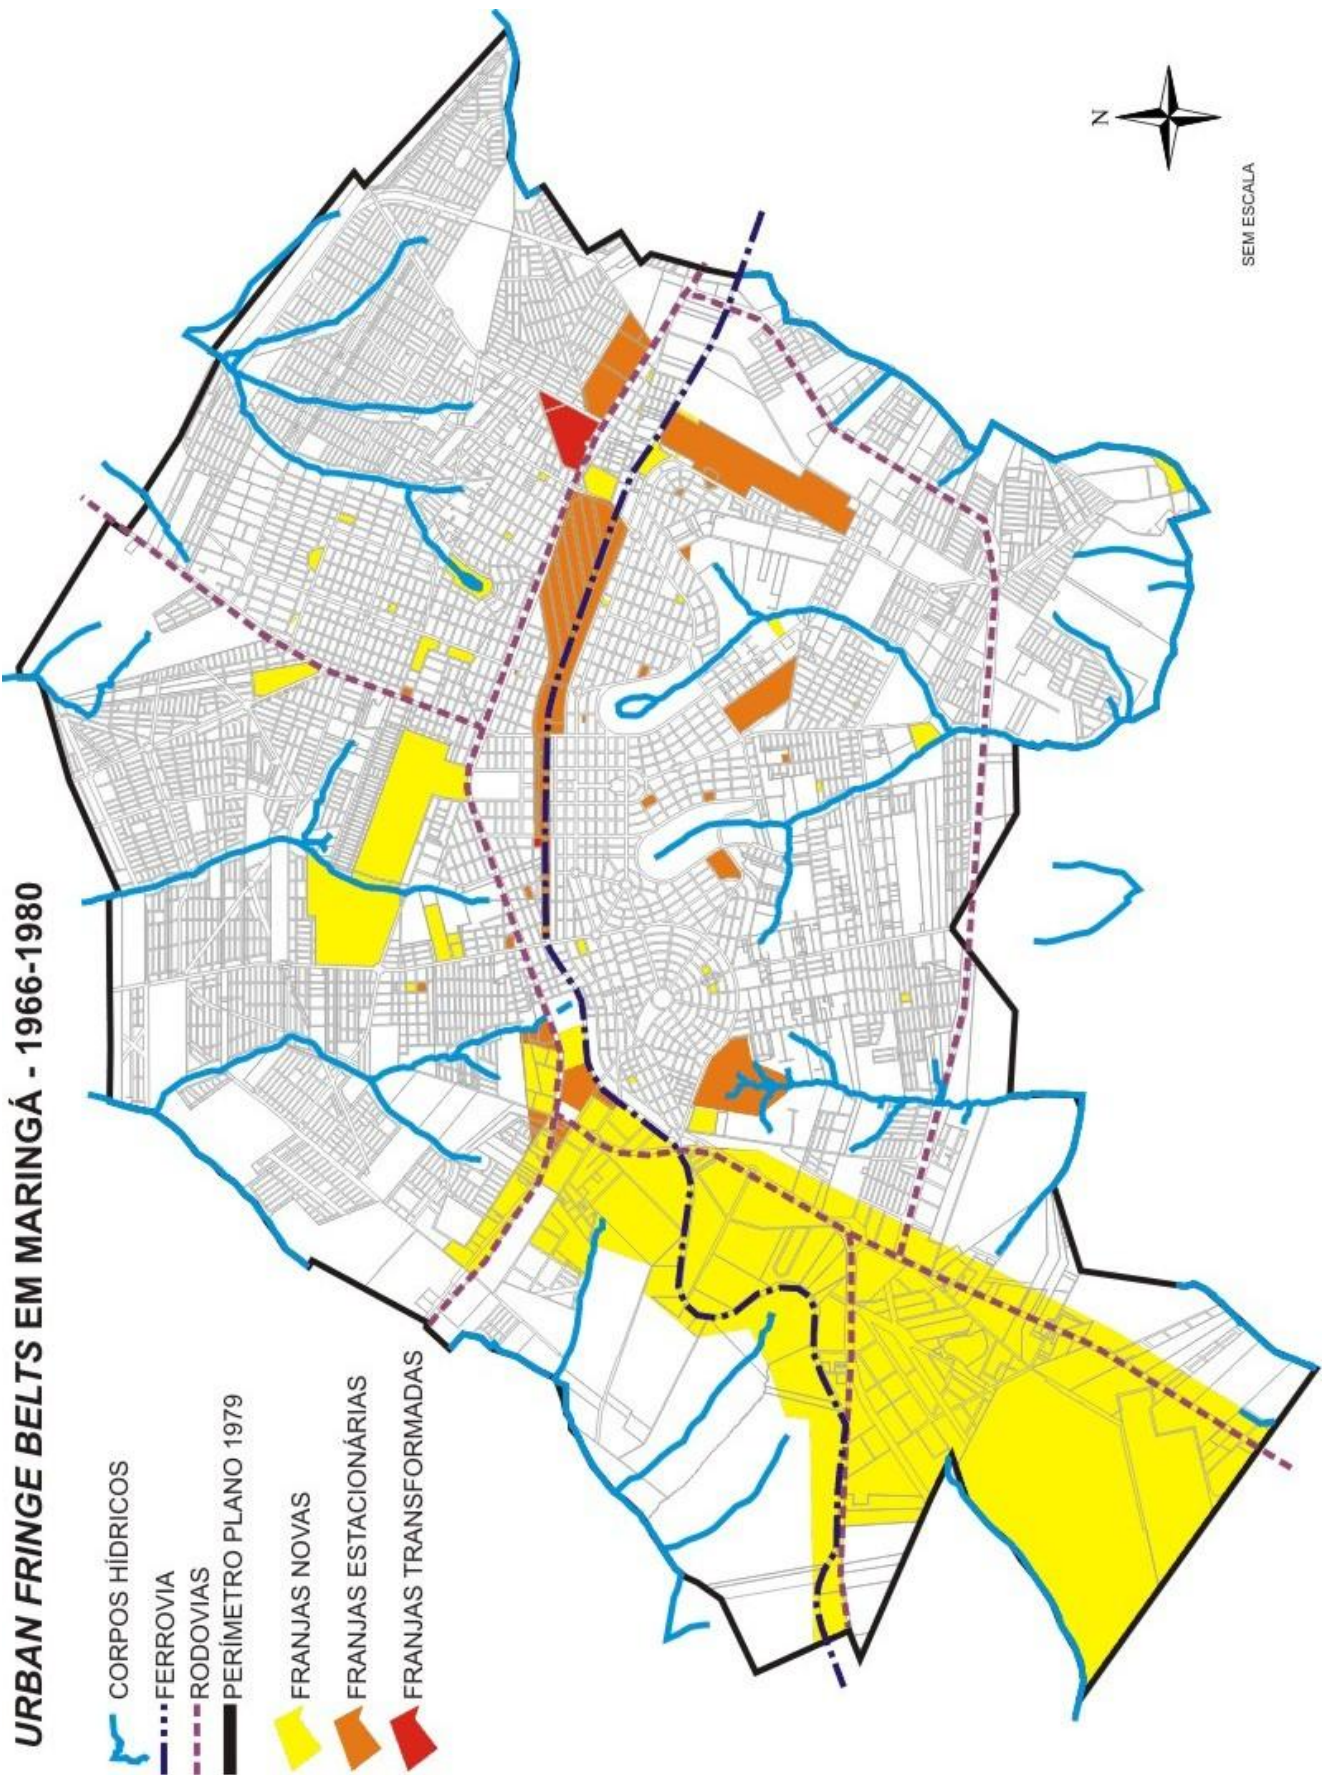 URBAN FRINGE BELTS EM MARINGÁ - 1966-1980
CORPOS HÍDRICOS
FERROVIA
RODOVIAS
PERÍMETRO PLANO 1979
FRANJAS NOVAS
FRANJAS ESTACIONÁRIAS
FRANJAS TRANSFORMADAS
N
SEM ESCALA